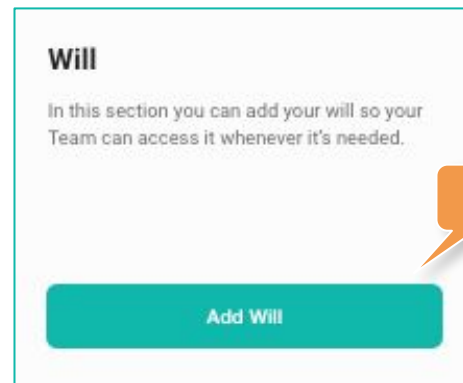 Will
In this section you can add your will so your
Team can access it whenever it's needed.
Add Will